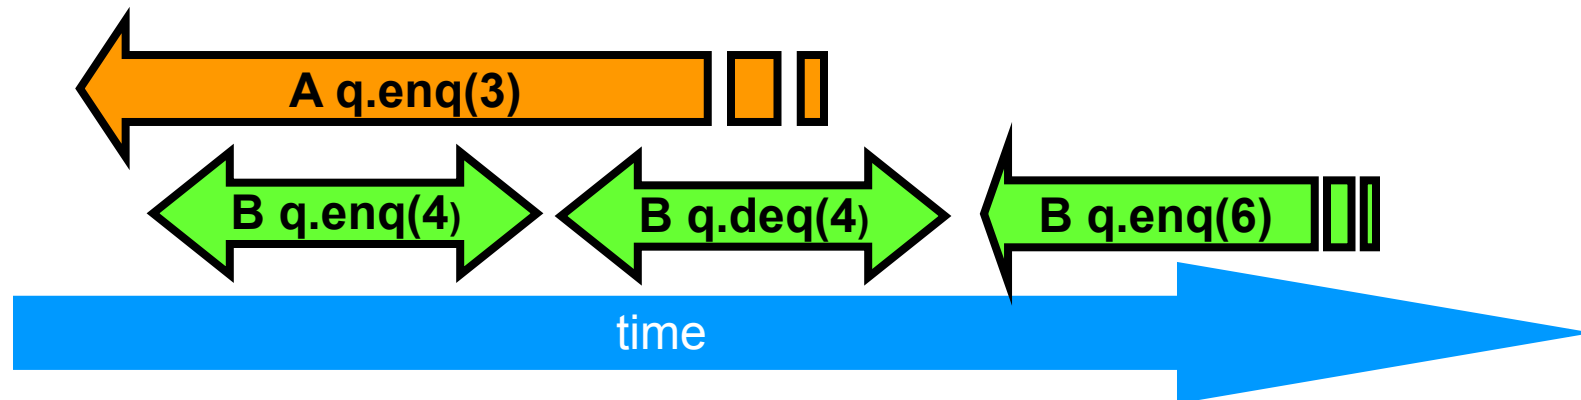 A q.enq(3)
B q.enq(4)
B q.deq(4)
B q.enq(6)
time